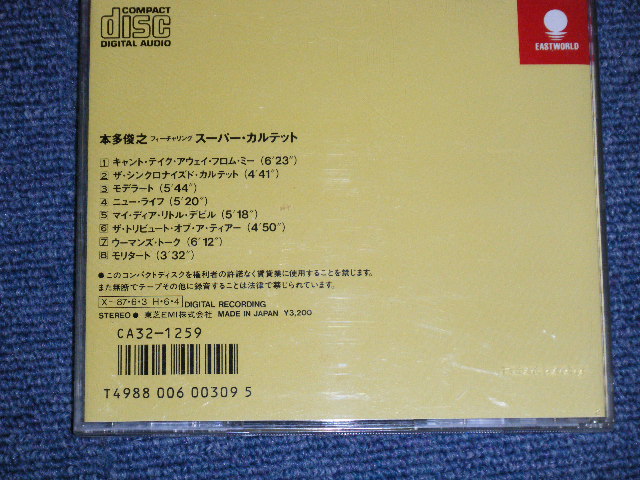 COMPACT
disc
DIGITAL AUDIO
EASTWORLD
本多俊之 フィーチャリング スーパー・カルテット
1 キャント・テイク・アウェイ・フロム・ミー (6'23")
2 ザ・シンクロナイズド・カルテット (4'41")
3 モデラート (5'44")
4 ニュー・ライフ (5'20")
5 マイ・ディア・リトル・デビル (5'18")
6 ザ・トリビュート・オブ・ア・ティアー (4'50")
7 ウーマンズ・トーク (6'12")
8 モリタート (3'32")
●このコンパクトディスクを権利者の許諾なく賃貸業に使用することを禁じます。
また無断でテープその他に録音することは法律で禁じられています。
X-87・6・3 H・6・4 DIGITAL RECORDING
STEREO ● 東芝EMI株式会社 MADE IN JAPAN ¥3,200
CA32-1259
T4988 006 00309 5